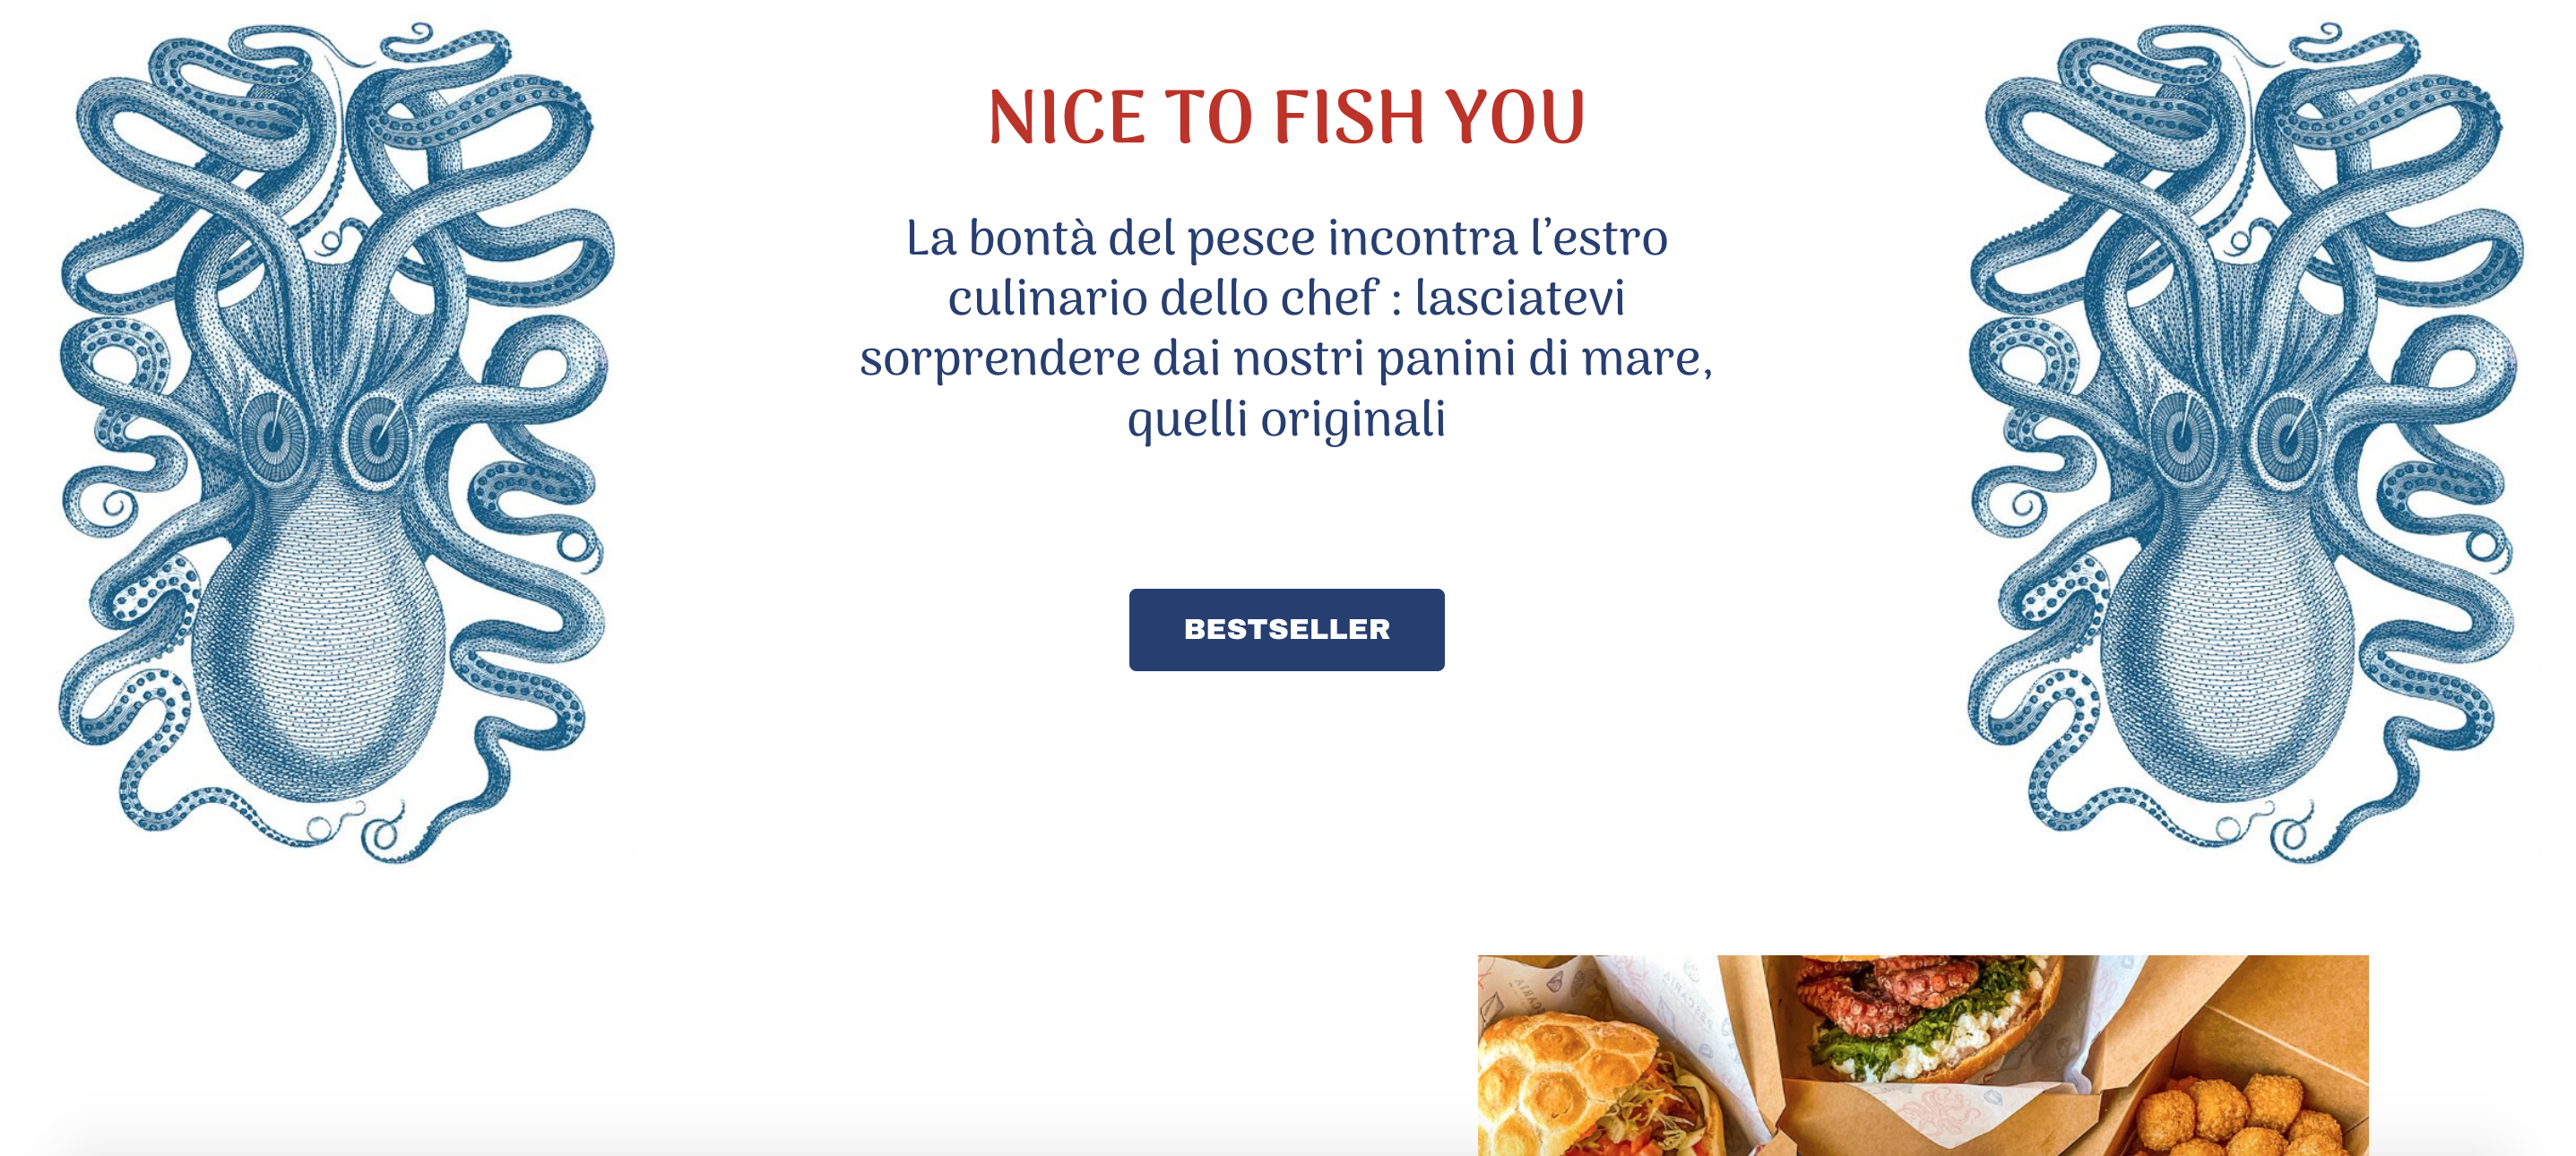 NICE TO FISH YOU
La bontà del pesce incontra l’estro
culinario dello chef : lasciatevi
sorprendere dai nostri panini di mare,
quelli originali
BESTSELLER